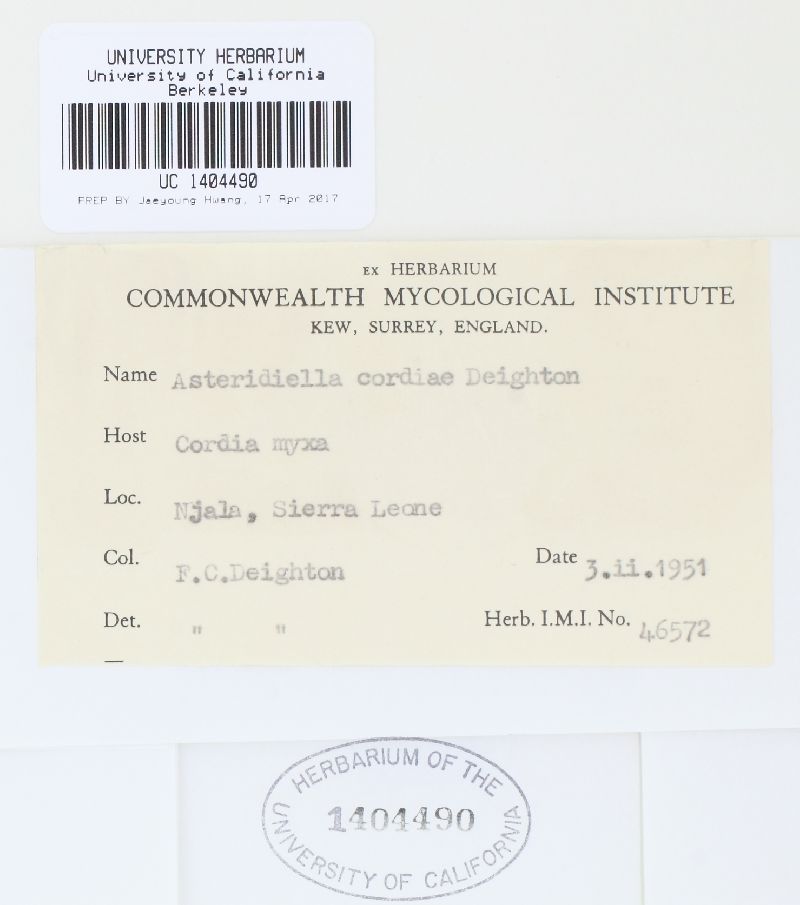 UNIVERSITY HERBARIUM
University of California
Berkeley
UC 1404490
PREP BY Jaeyoung Hwang, 17 Apr 2017
EX HERBARIUM
COMMONWEALTH MYCOLOGICAL INSTITUTE
KEW, SURREY, ENGLAND.
Name Asteridiella cordiae Deighton
Host Cordia myxa
Loc. Njala, Sierra Leone
Col. F.C.Deighton Date 3.ii.1951
Det. " " Herb. I.M.I. No. 46572
HERBARIUM OF THE
1404490
UNIVERSITY OF CALIFORNIA